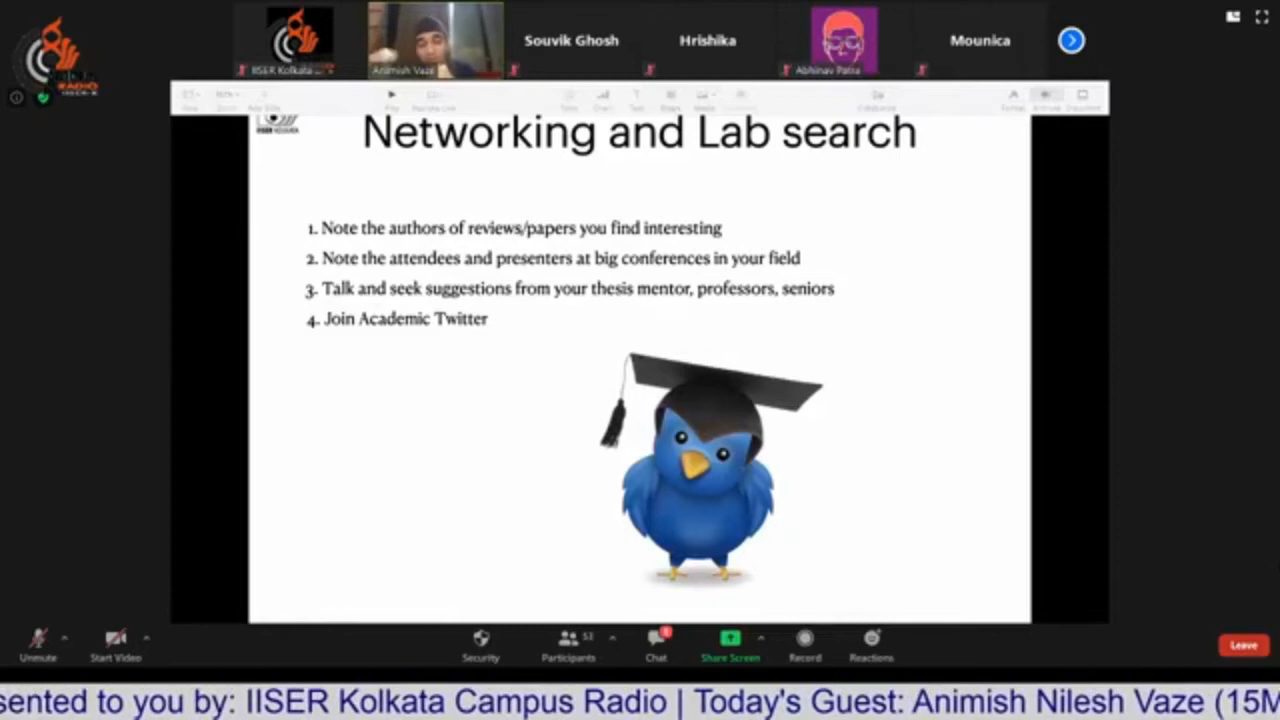 Souvik Ghosh
Hrishika
Mounica
IISER Kolkata ...
Animish Vaze
Abhinav Patra
Networking and Lab search
1. Note the authors of reviews/papers you find interesting
2. Note the attendees and presenters at big conferences in your field
3. Talk and seek suggestions from your thesis mentor, professors, seniors
4. Join Academic Twitter
Unmute
Start Video
Security
Participants
53
Chat
Share Screen
Record
Reactions
Leave
sented to you by: IISER Kolkata Campus Radio | Today's Guest: Animish Nilesh Vaze (15M